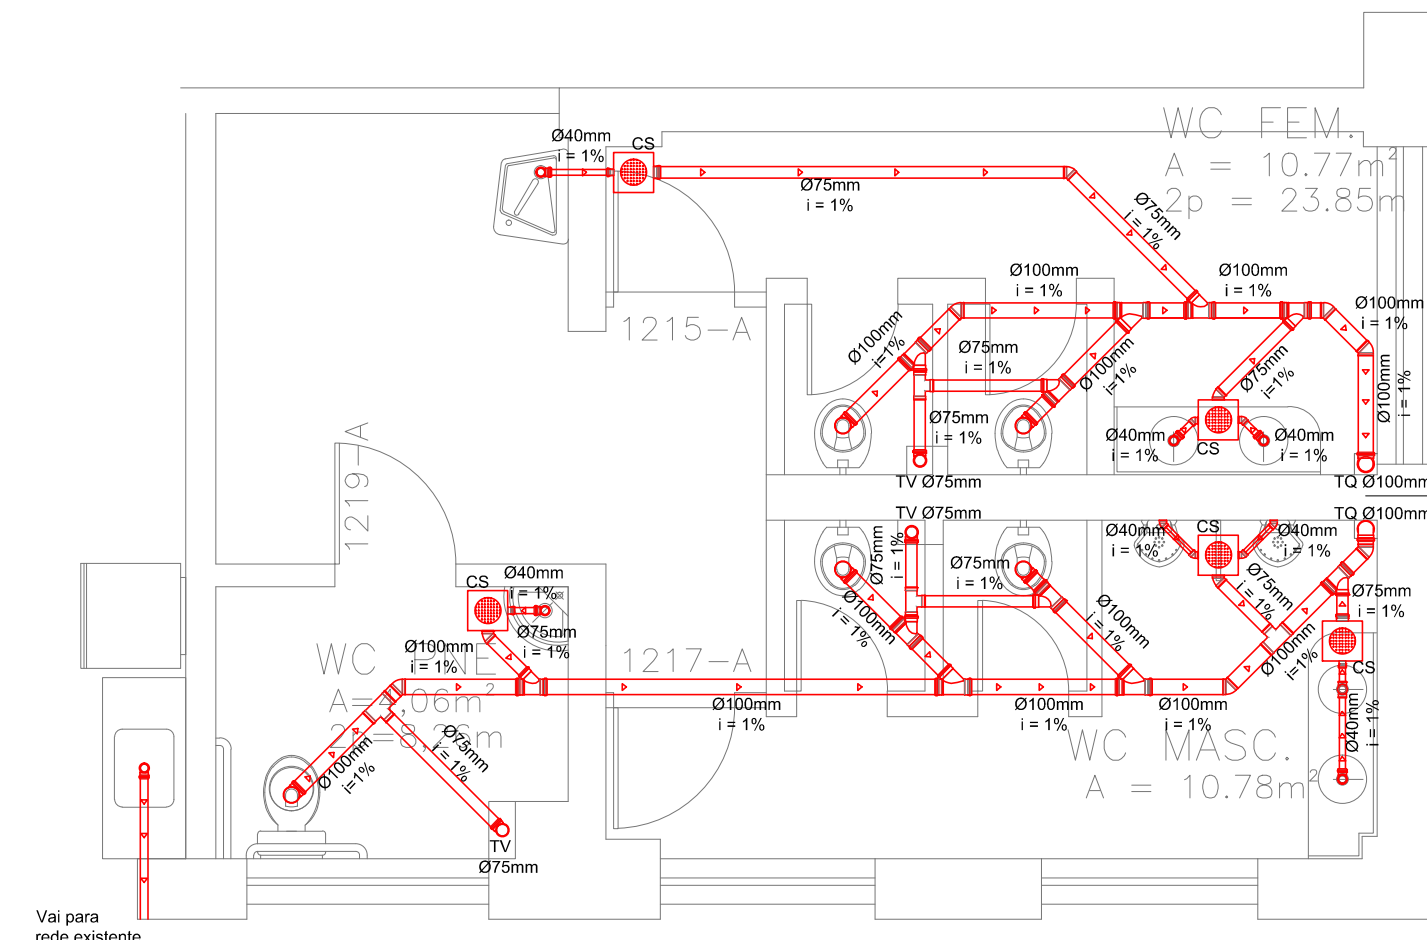 WC FEM.
A = 10.77m²
2p = 23.85m
Ø40mm
i = 1%
CS
Ø75mm
i = 1%
Ø75mm
i = 1%
Ø100mm
i = 1%
Ø100mm
i = 1%
Ø100mm
i = 1%
Ø100mm
i=1%
Ø75mm
i = 1%
Ø100mm
i=1%
Ø75mm
i=1%
Ø100mm
i = 1%
1215-A
Ø75mm
i = 1%
Ø40mm
i = 1%
CS
Ø40mm
i = 1%
TV Ø75mm
TQ Ø100mm
TV Ø75mm
TQ Ø100mm
1219-A
Ø75mm
i = 1%
Ø40mm
i = 1%
CS
Ø40mm
i = 1%
Ø75mm
i = 1%
Ø75mm
i = 1%
Ø75mm
i = 1%
CS
Ø40mm
i = 1%
Ø75mm
i = 1%
Ø100mm
i = 1%
Ø100mm
i = 1%
Ø100mm
i=1%
CS
Ø100mm
i = 1%
WC PNE
A=4,06m²
1217-A
Ø100mm
i = 1%
Ø100mm
i = 1%
Ø100mm
i = 1%
Ø40mm
i = 1%
Ø100mm
i=1%
Ø75mm
i = 1%
WC MASC.
A = 10.78m²
TV
Ø75mm
Vai para
rede existente